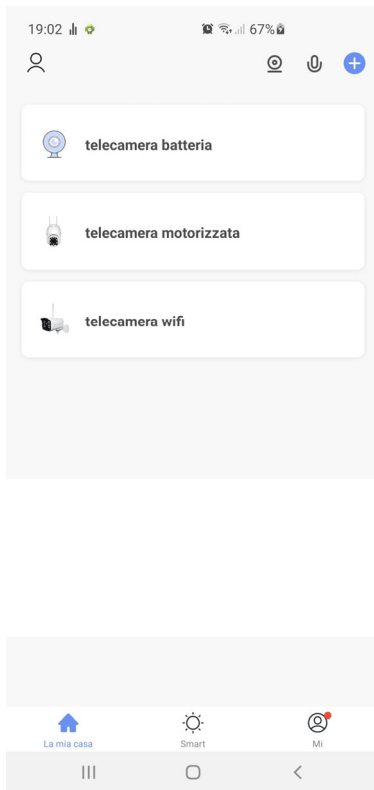 19:02 67%
telecamera batteria
telecamera motorizzata
telecamera wifi
La mia casa Smart Mi